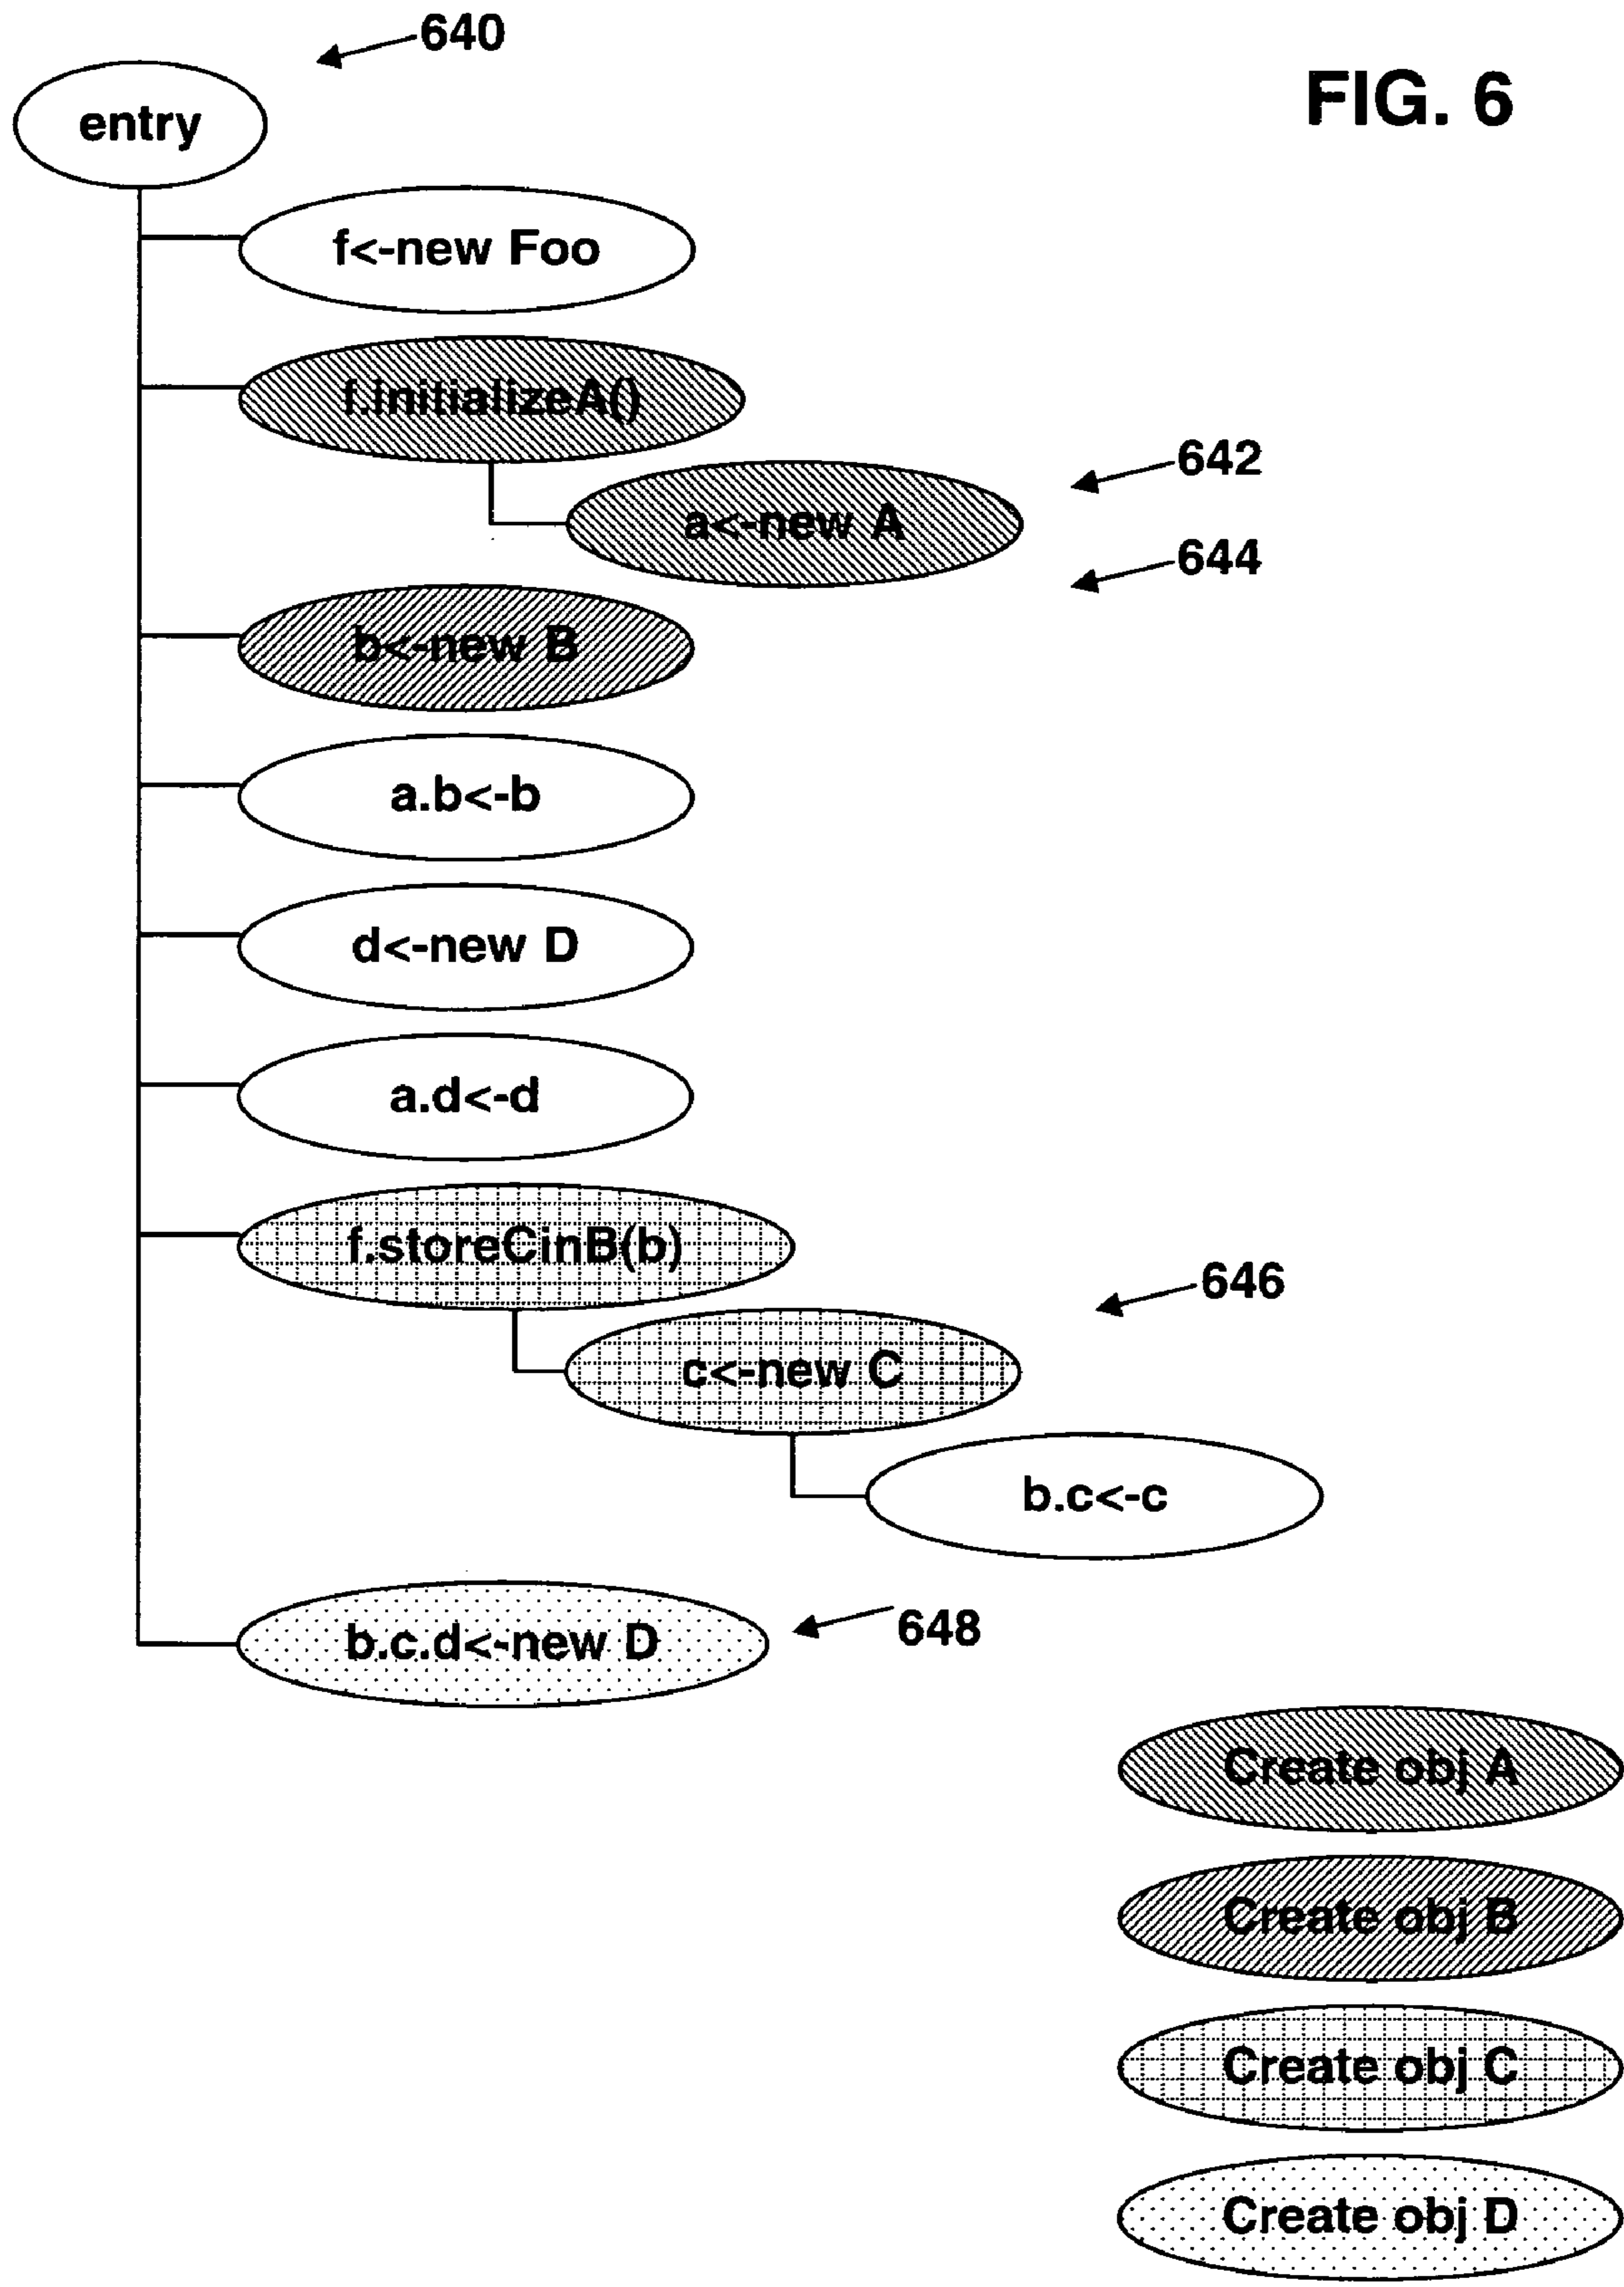 640
FIG. 6
entry
f<-new Foo
f.initializeA()
642
a<-new A
644
b<-new B
a.b<-b
d<-new D
a.d<-d
f.storeCinB(b)
646
c<-new C
b.c<-c
b.c.d<-new D
648
Create obj A
Create obj B
Create obj C
Create obj D